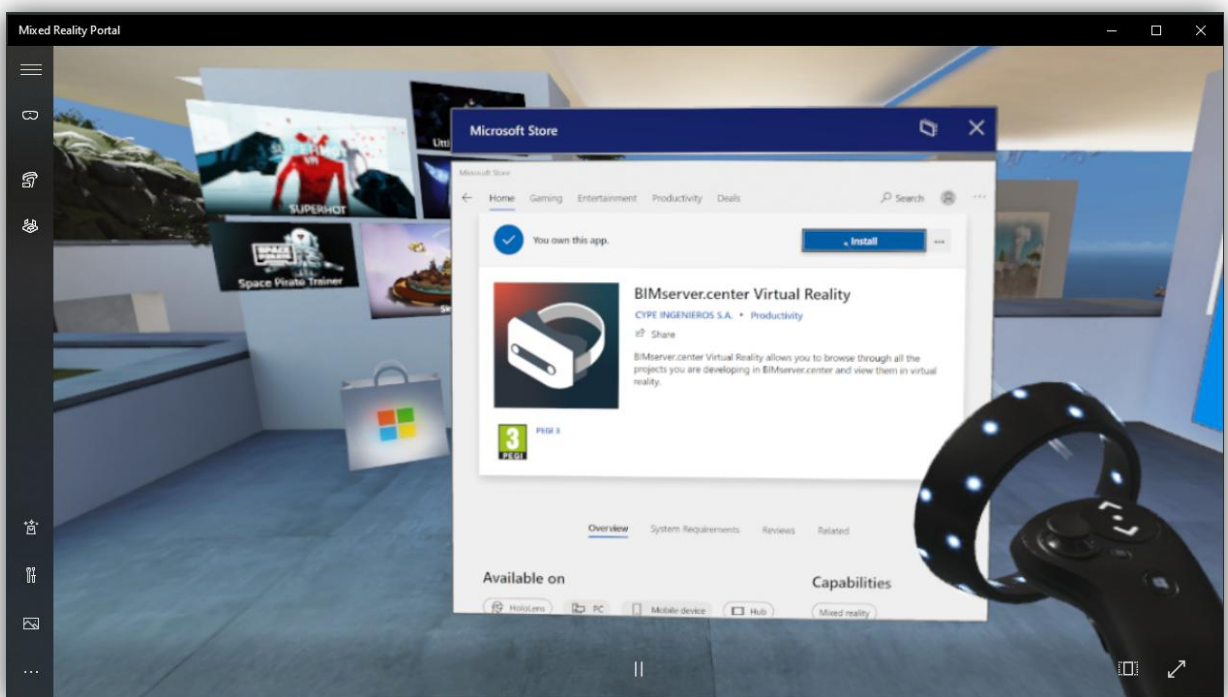 Mixed Reality Portal
SUPERHOT
VR
SUPERHOT
SPACE
PIRATE
Space Pirate Trainer
Microsoft Store
Microsoft Store
Home Gaming Entertainment Productivity Deals Search
You own this app.
Install
BIMserver.center Virtual Reality
CYPE INGENIEROS S.A. • Productivity
Share
BIMserver.center Virtual Reality allows you to browse through all the
projects you are developing in BIMserver.center and view them in virtual
reality.
3
PEGI
PEGI 3
Overview System Requirements Reviews Related
Available on
HoloLens PC Mobile device Hub
Capabilities
Mixed reality